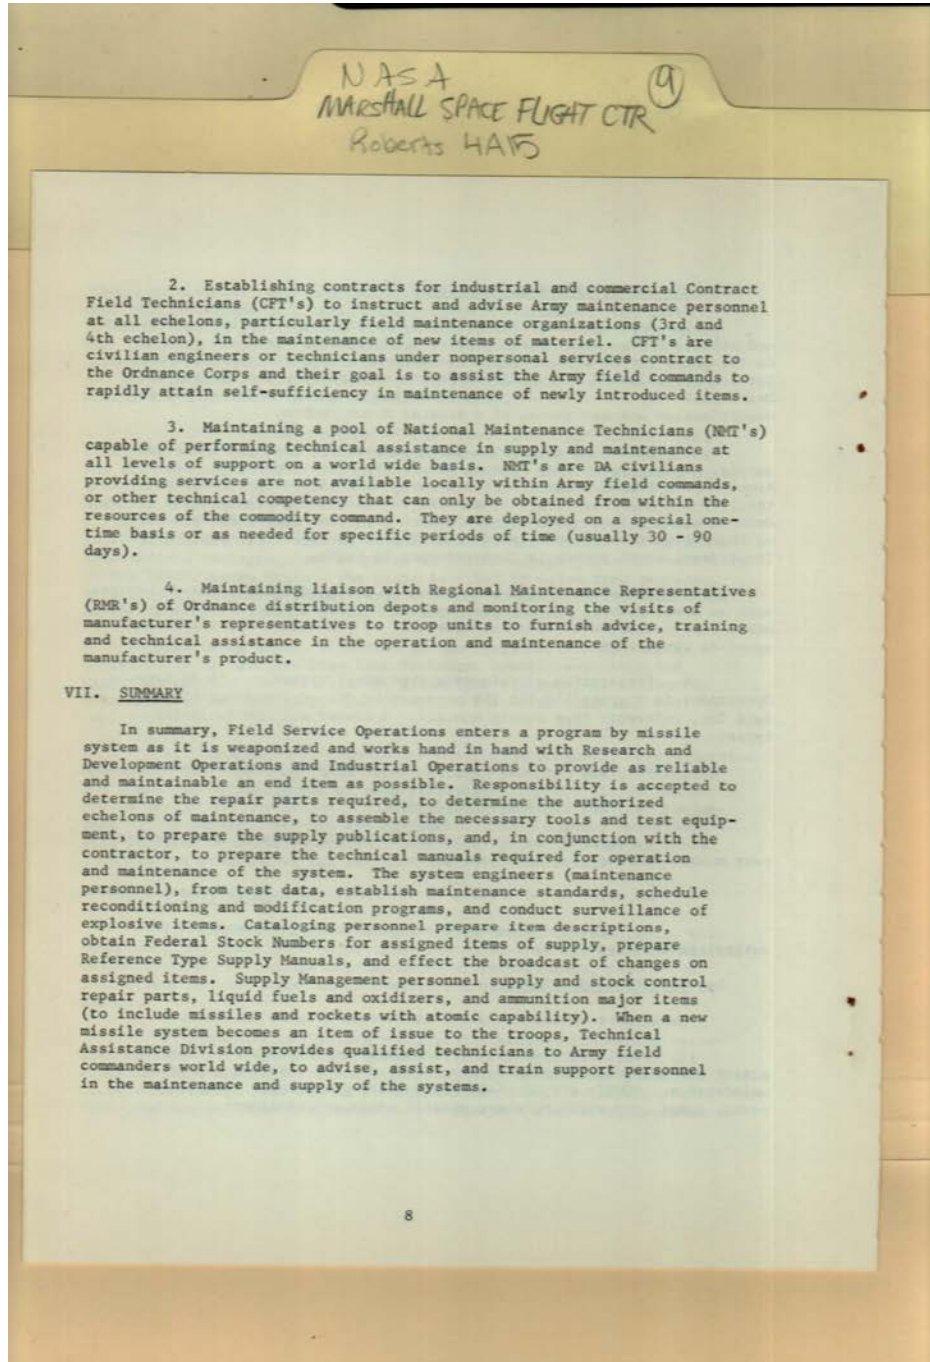 NASA
MARSHALL SPACE FLIGHT CTR
9
Roberts 4A15
2. Establishing contracts for industrial and commercial Contract
Field Technicians (CFT's) to instruct and advise Army maintenance personnel
at all echelons, particularly field maintenance organizations (3rd and
4th echelon), in the maintenance of new items of materiel. CFT's are
civilian engineers or technicians under nonpersonal services contract to
the Ordnance Corps and their goal is to assist the Army field commands to
rapidly attain self-sufficiency in maintenance of newly introduced items.
3. Maintaining a pool of National Maintenance Technicians (NMT's)
capable of performing technical assistance in supply and maintenance at
all levels of support on a world wide basis. NMT's are DA civilians
providing services are not available locally within Army field commands,
or other technical competency that can only be obtained from within the
resources of the commodity command. They are deployed on a special one-
time basis or as needed for specific periods of time (usually 30 - 90
days).
4. Maintaining liaison with Regional Maintenance Representatives
(RMR's) of Ordnance distribution depots and monitoring the visits of
manufacturer's representatives to troop units to furnish advice, training
and technical assistance in the operation and maintenance of the
manufacturer's product.
VII. SUMMARY
In summary, Field Service Operations enters a program by missile
system as it is weaponized and works hand in hand with Research and
Development Operations and Industrial Operations to provide as reliable
and maintainable an end item as possible. Responsibility is accepted to
determine the repair parts required, to determine the authorized
echelons of maintenance, to assemble the necessary tools and test equip-
ment, to prepare the supply publications, and, in conjunction with the
contractor, to prepare the technical manuals required for operation
and maintenance of the system. The system engineers (maintenance
personnel), from test data, establish maintenance standards, schedule
reconditioning and modification programs, and conduct surveillance of
explosive items. Cataloging personnel prepare item descriptions,
obtain Federal Stock Numbers for assigned items of supply, prepare
Reference Type Supply Manuals, and effect the broadcast of changes on
assigned items. Supply Management personnel supply and stock control
repair parts, liquid fuels and oxidizers, and ammunition major items
(to include missiles and rockets with atomic capability). When a new
missile system becomes an item of issue to the troops, Technical
Assistance Division provides qualified technicians to Army field
commanders world wide, to advise, assist, and train support personnel
in the maintenance and supply of the systems.
8